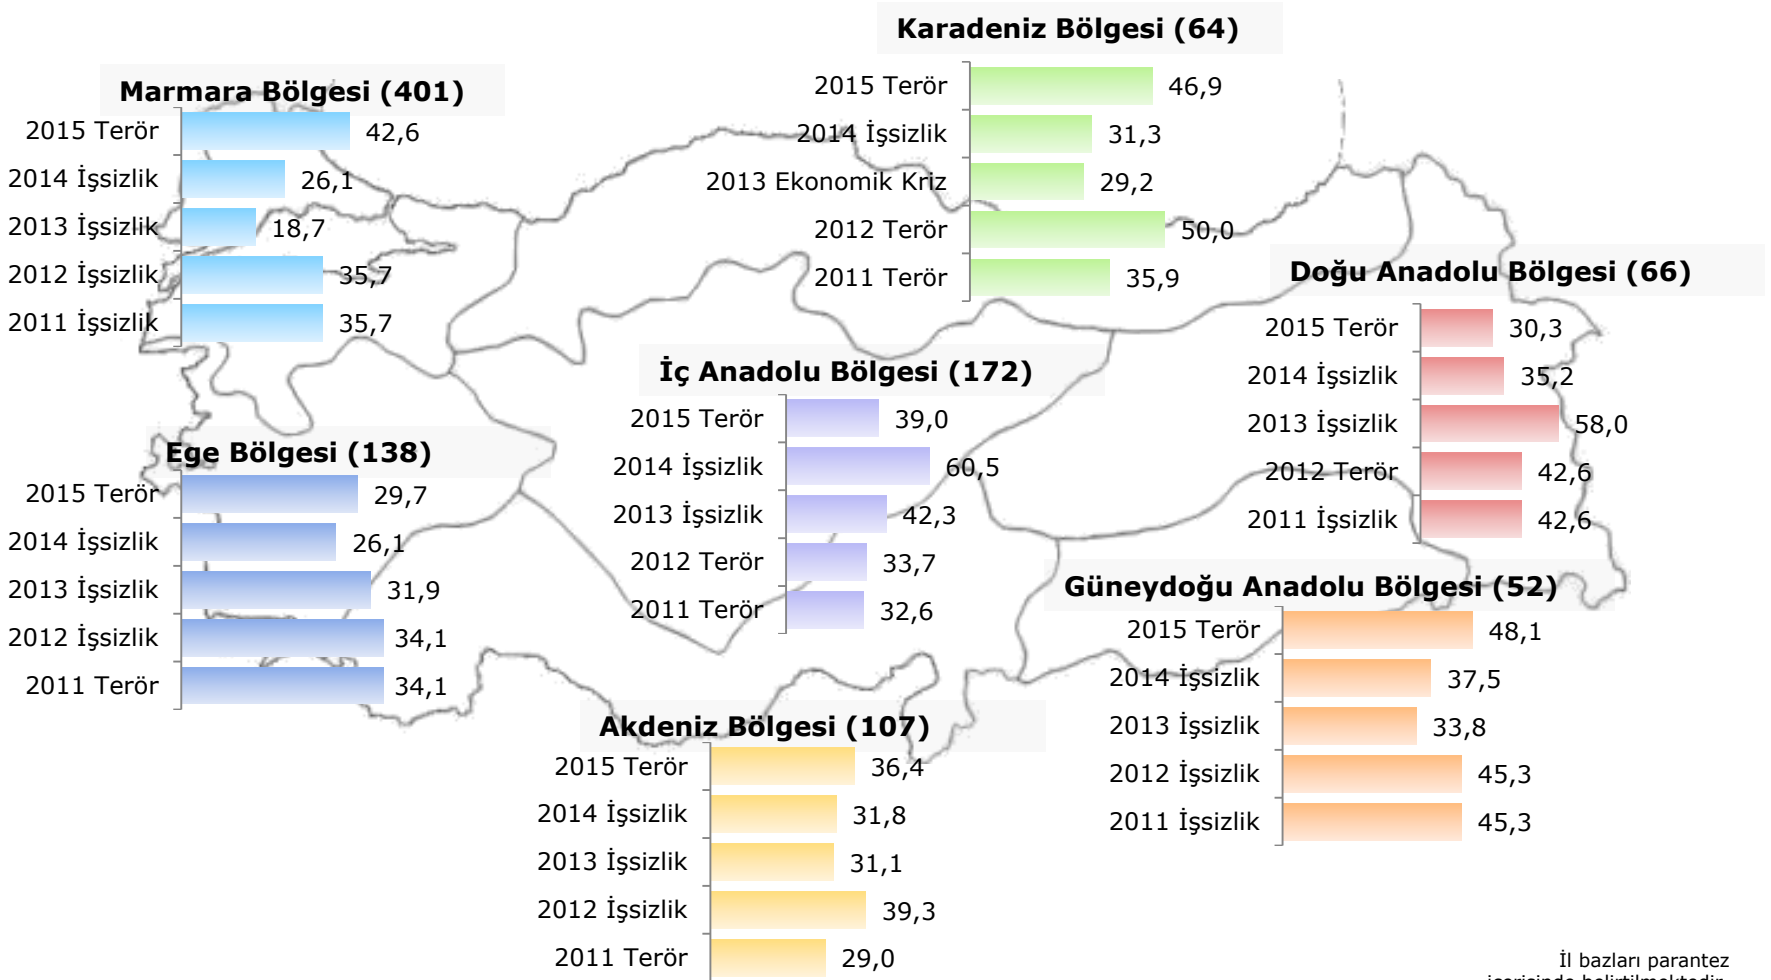 Karadeniz Bölgesi (64)
2015 Terör 46,9
2014 İşsizlik 31,3
2013 Ekonomik Kriz 29,2
2012 Terör 50,0
2011 Terör 35,9
Marmara Bölgesi (401)
2015 Terör 42,6
2014 İşsizlik 26,1
2013 İşsizlik 18,7
2012 İşsizlik 35,7
2011 İşsizlik 35,7
Doğu Anadolu Bölgesi (66)
2015 Terör 30,3
2014 İşsizlik 35,2
2013 İşsizlik 58,0
2012 Terör 42,6
2011 İşsizlik 42,6
İç Anadolu Bölgesi (172)
2015 Terör 39,0
2014 İşsizlik 60,5
2013 İşsizlik 42,3
2012 Terör 33,7
2011 Terör 32,6
Ege Bölgesi (138)
2015 Terör 29,7
2014 İşsizlik 26,1
2013 İşsizlik 31,9
2012 İşsizlik 34,1
2011 Terör 34,1
Güneydoğu Anadolu Bölgesi (52)
2015 Terör 48,1
2014 İşsizlik 37,5
2013 İşsizlik 33,8
2012 İşsizlik 45,3
2011 İşsizlik 45,3
Akdeniz Bölgesi (107)
2015 Terör 36,4
2014 İşsizlik 31,8
2013 İşsizlik 31,1
2012 İşsizlik 39,3
2011 Terör 29,0
İl bazları parantez
içerisinde belirtilmektedir.